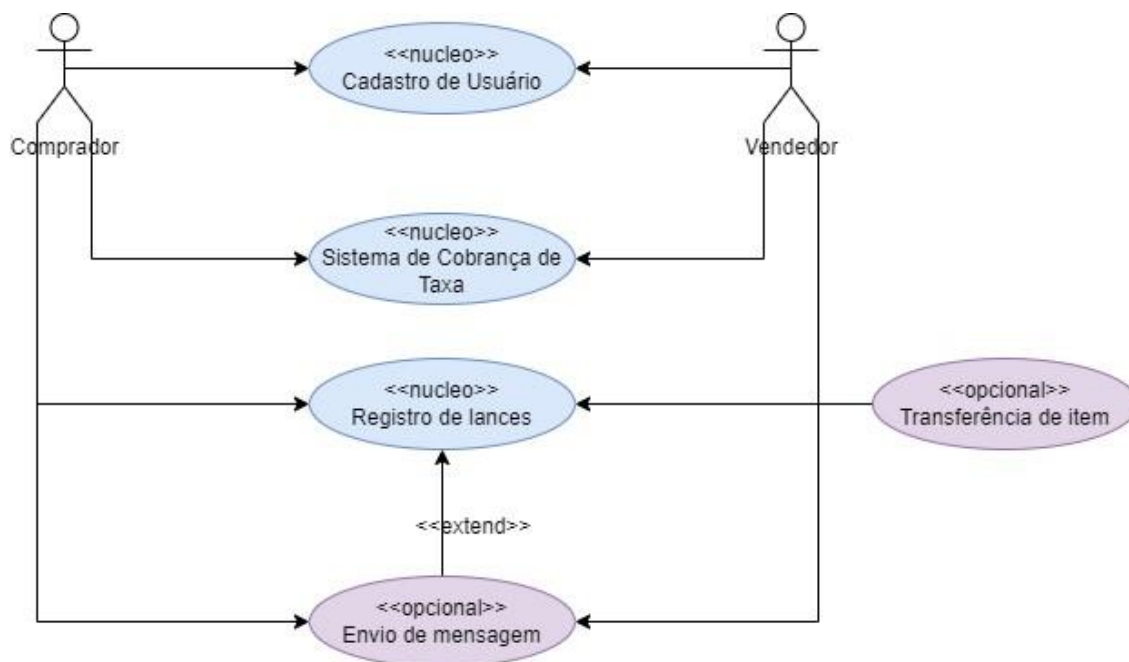 <<nucleo>>
Cadastro de Usuário
Comprador
Vendedor
<<nucleo>>
Sistema de Cobrança de
Taxa
<<nucleo>>
Registro de lances
<<opcional>>
Transferência de item
<<extend>>
<<opcional>>
Envio de mensagem